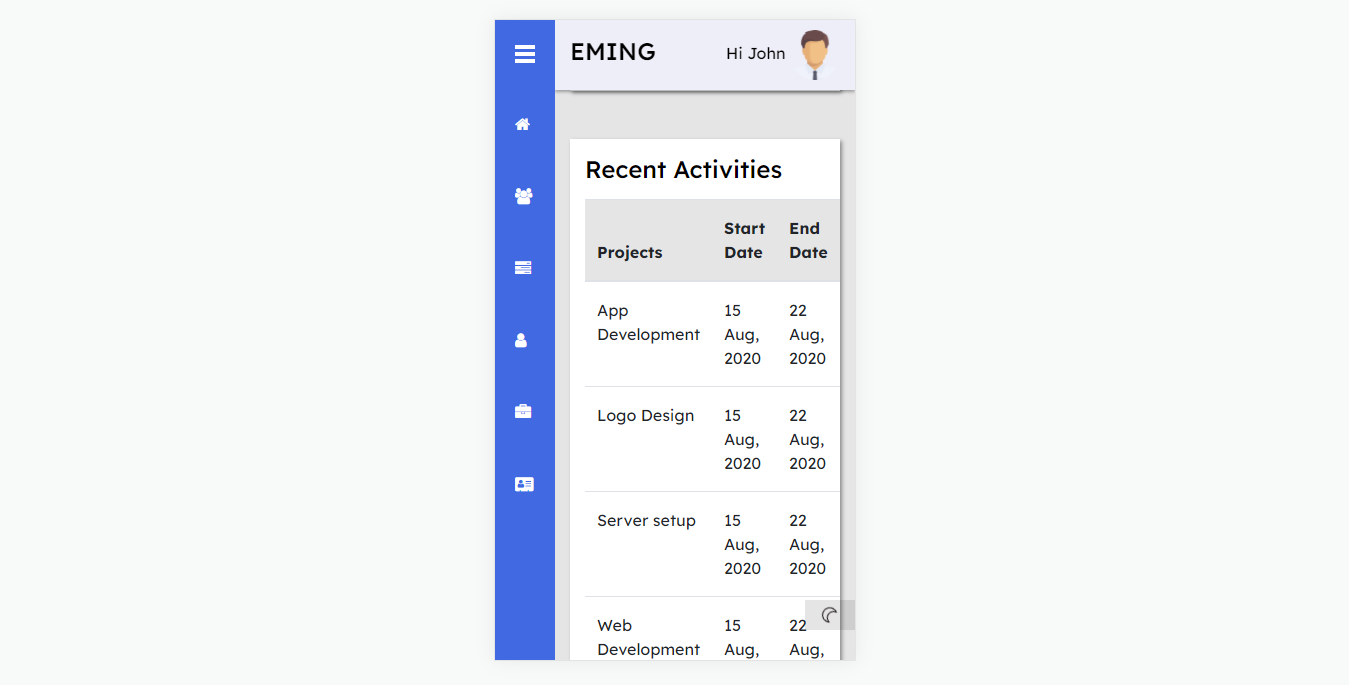 EMING
Hi John
Recent Activities
Projects Start Date End Date
App Development 15 Aug, 2020 22 Aug, 2020
Logo Design 15 Aug, 2020 22 Aug, 2020
Server setup 15 Aug, 2020 22 Aug, 2020
Web Development 15 Aug, 22 Aug,